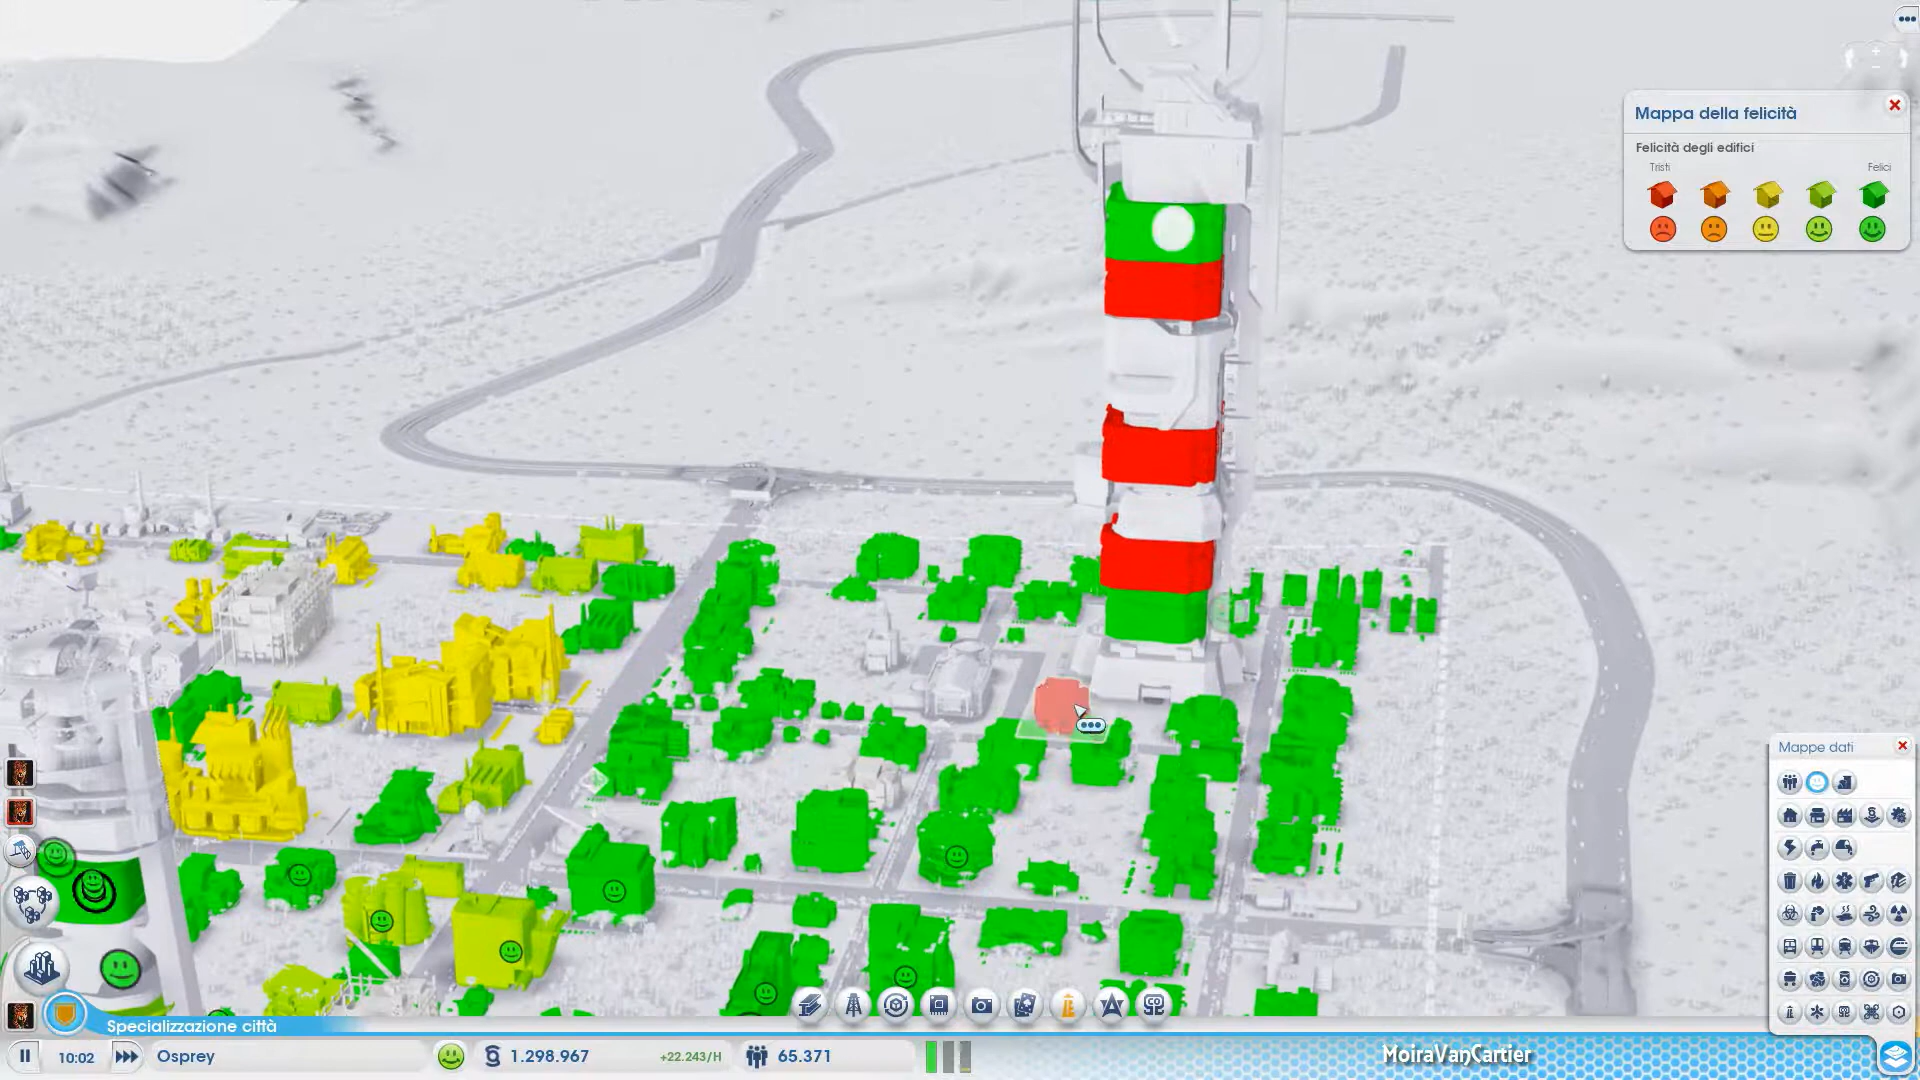 Mappa della felicità
Felicità degli edifici
Tristi
Felici
Mappe dati
Specializzazione città
10:02
Osprey
1.298.967
+22.243/H
65.371
MoiraVanCartier